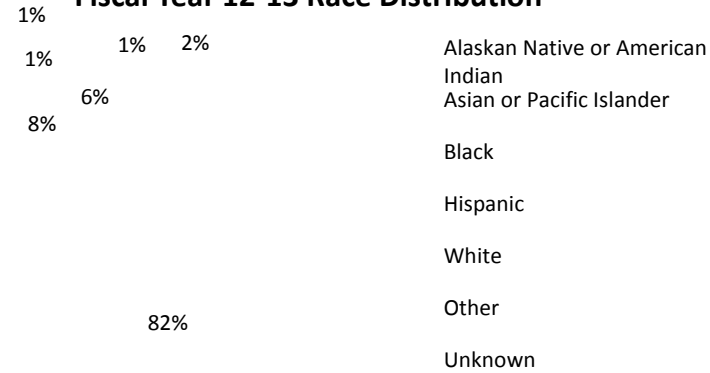 Fiscal Year 12-13 Race Distribution
1%
1% 2%
1%
6%
8%
82%
Alaskan Native or American
Indian
Asian or Pacific Islander
Black
Hispanic
White
Other
Unknown